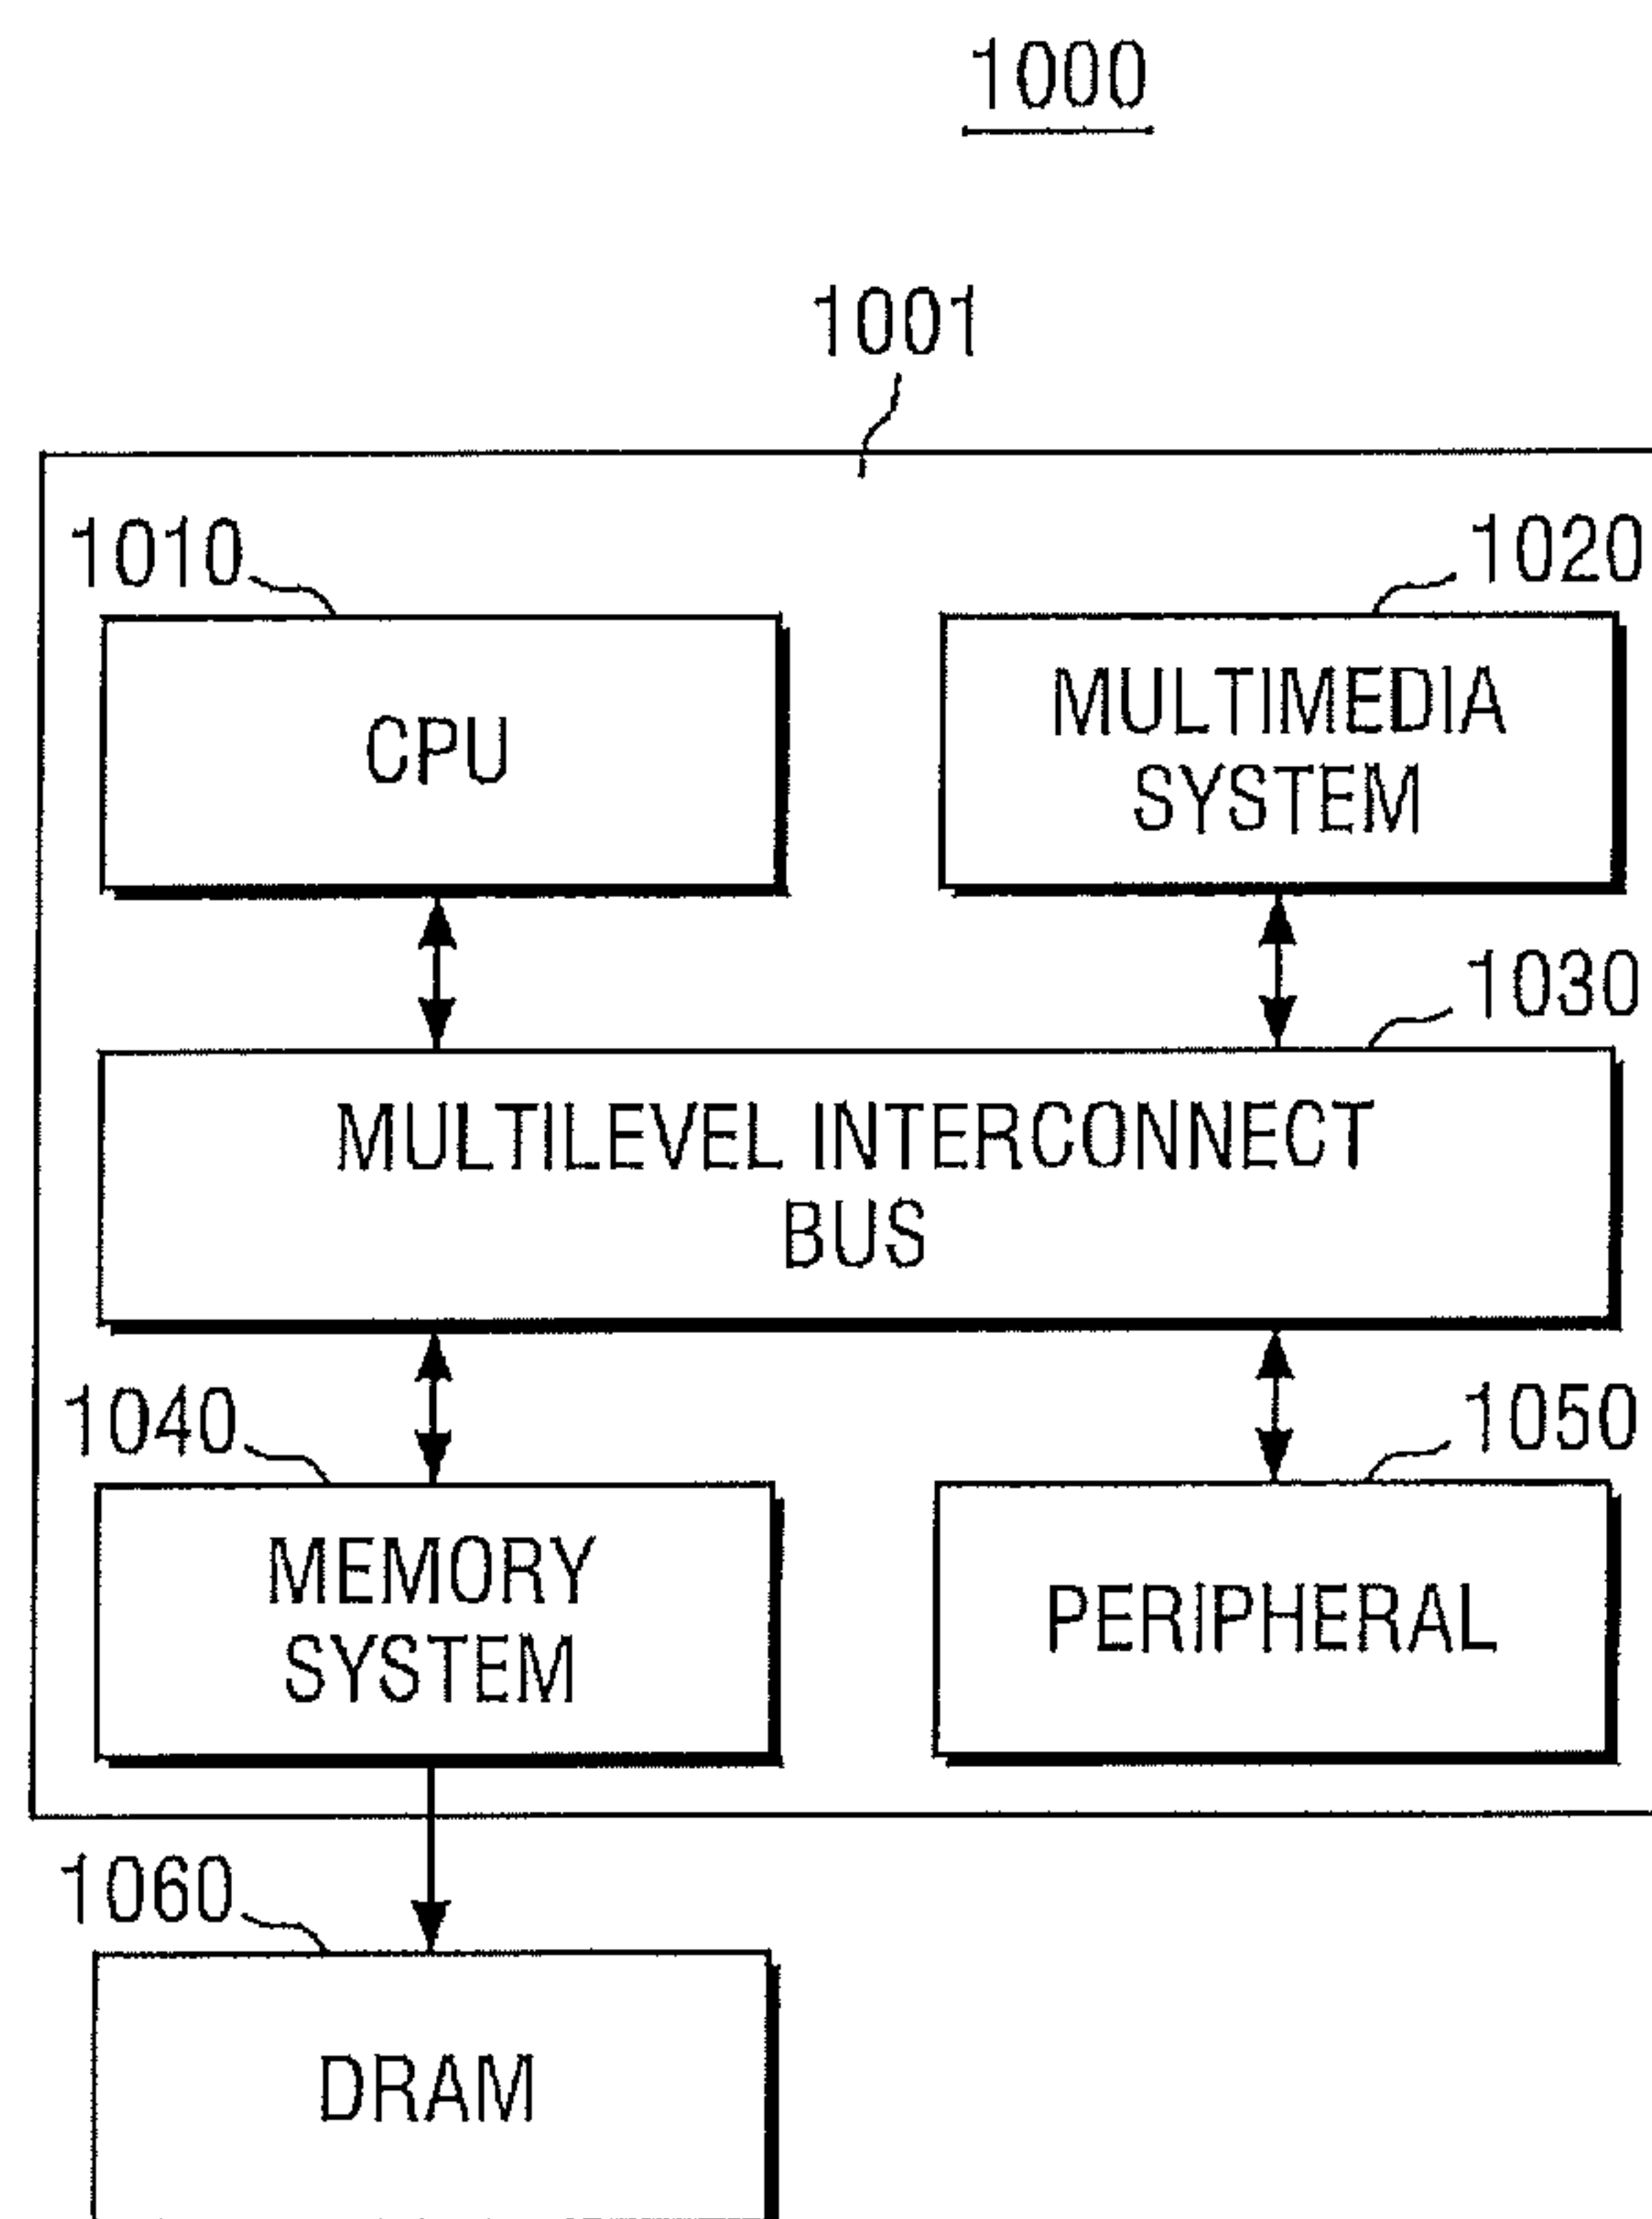 1000
1001
1010
1020
CPU
MULTIMEDIA
SYSTEM
1030
MULTILEVEL INTERCONNECT
BUS
1040
1050
MEMORY
SYSTEM
PERIPHERAL
1060
DRAM